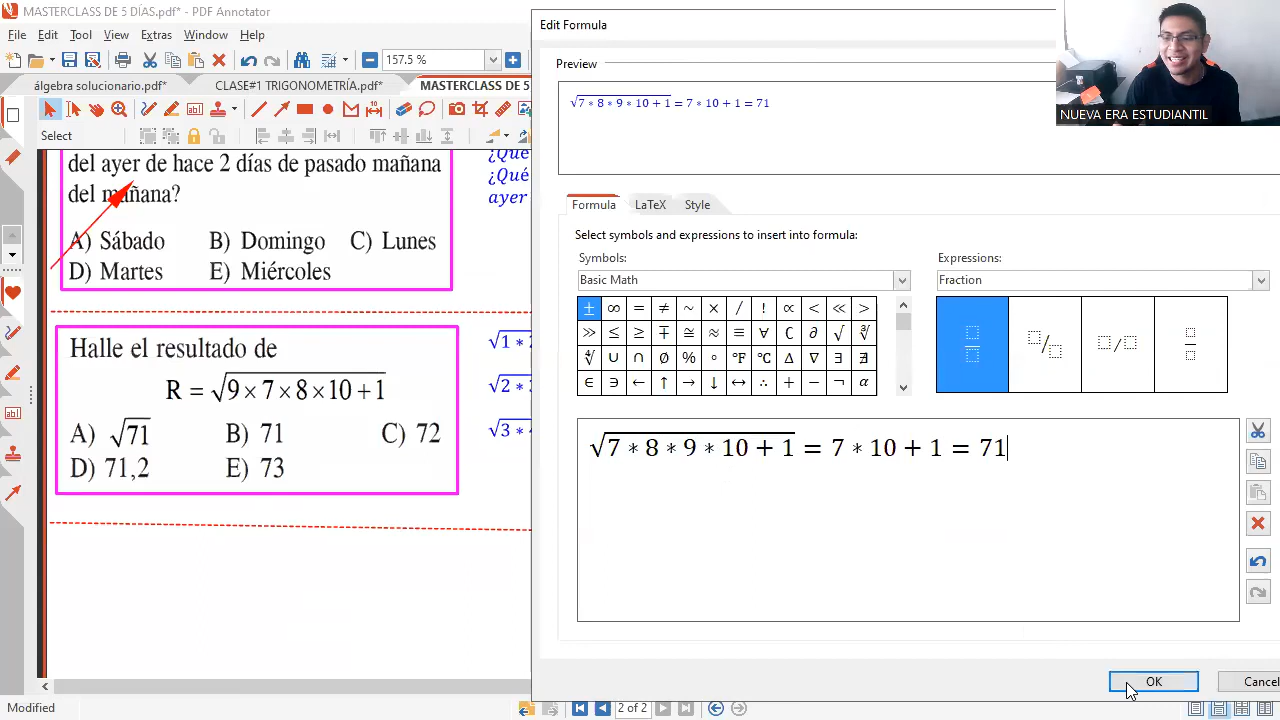 MASTERCLASS DE 5 DÍAS.pdf* - PDF Annotator
File Edit Tool View Extras Window Help
157.5 %
álgebra solucionario.pdf* CLASE#1 TRIGONOMETRÍA.pdf MASTERCLASS DE 5
Select
del ayer de hace 2 días de pasado mañana
del mañana?
A) Sábado B) Domingo C) Lunes
D) Martes E) Miércoles
¿Qué
¿Qué
ayer
Halle el resultado de
R = √9×7×8×10+1
A) √71 B) 71 C) 72
D) 71,2 E) 73
√1 *
√2 *
√3 *
Modified
2 of 2
Edit Formula
Preview
√7 * 8 * 9 * 10 + 1 = 7 * 10 + 1 = 71
Formula LaTeX Style
Select symbols and expressions to insert into formula:
Symbols: Expressions:
Basic Math Fraction
± ∞ = ≠ ~ × / ! ∝ < ≪ >
≫ ≤ ≥ ∓ ≅ ≈ ≡ ∀ ∁ ∂ √ ∛
∜ ∪ ∩ ∅ % ° °F °C ∆ ∇ ∃ ∄
∈ ∋ ← ↑ → ↓ ↔ ∴ + − ¬ α
√7 * 8 * 9 * 10 + 1 = 7 * 10 + 1 = 71
OK Cancel
NUEVA ERA ESTUDIANTIL